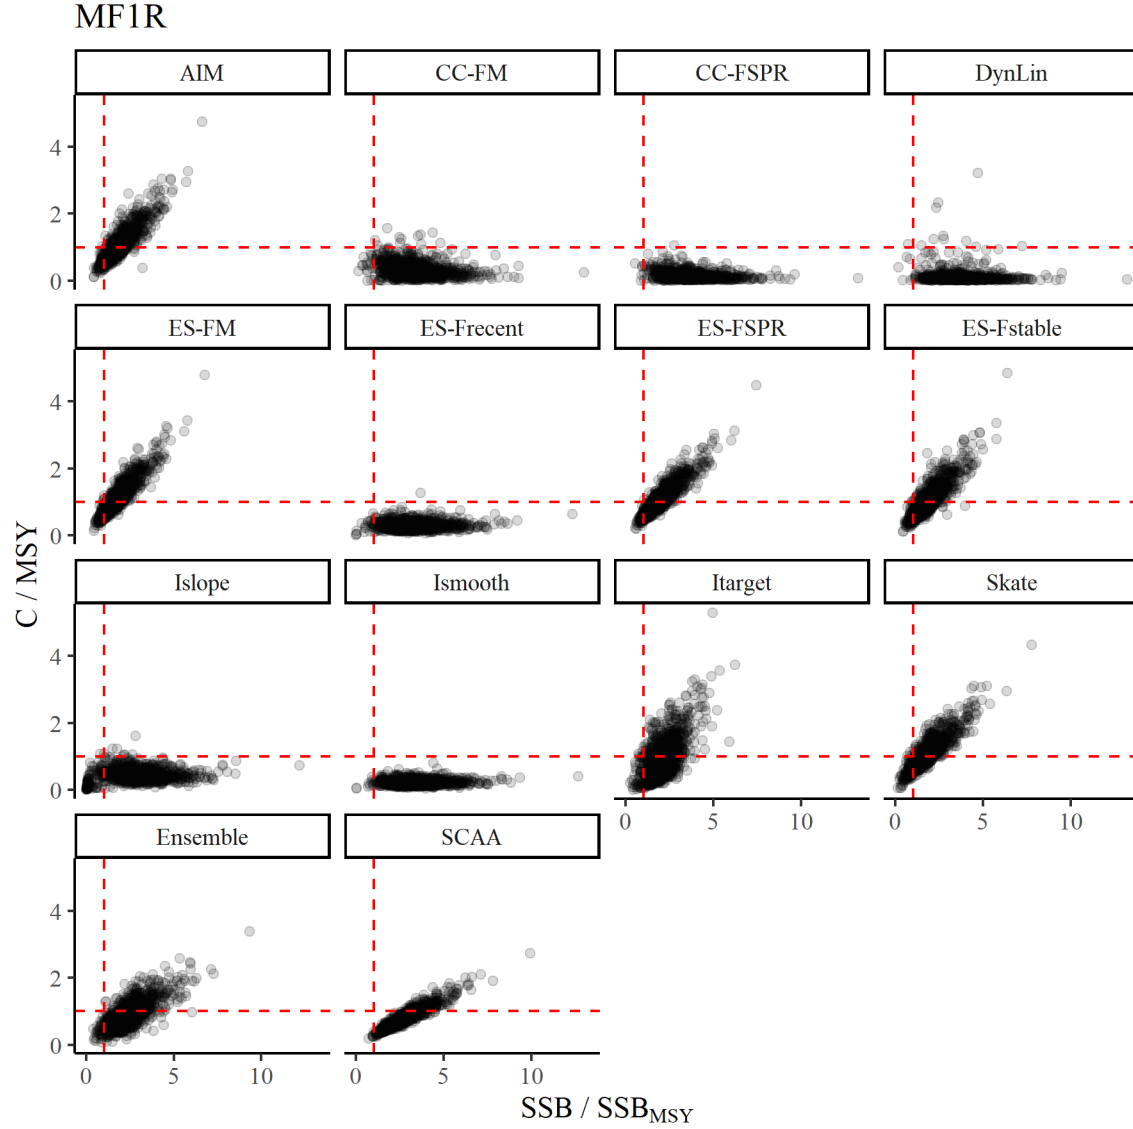 MF1R
AIM CC-FM CC-FSPR DynLin
4
2
0
ES-FM ES-Frecent ES-FSPR ES-Fstable
4
2
0
Islope Ismooth Itarget Skate
4
2
0
0 5 10 0 5 10
Ensemble SCAA
4
2
0
0 5 10 0 5 10
C / MSY
SSB / SSBMSY